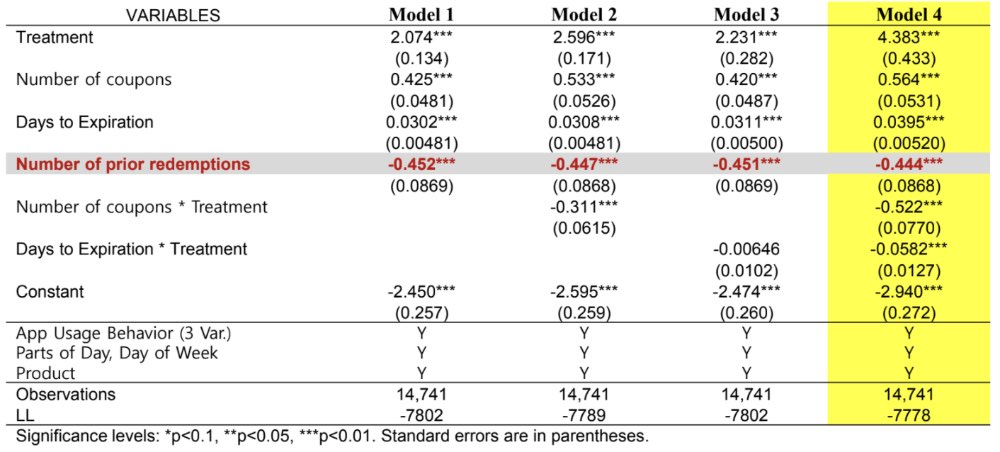 VARIABLES Model 1 Model 2 Model 3 Model 4
Treatment 2.074*** 2.596*** 2.231*** 4.383***
(0.134) (0.171) (0.282) (0.433)
Number of coupons 0.425*** 0.533*** 0.420*** 0.564***
(0.0481) (0.0526) (0.0487) (0.0531)
Days to Expiration 0.0302*** 0.0308*** 0.0311*** 0.0395***
(0.00481) (0.00481) (0.00500) (0.00520)
Number of prior redemptions -0.452*** -0.447*** -0.451*** -0.444***
(0.0869) (0.0868) (0.0869) (0.0868)
Number of coupons * Treatment -0.311*** -0.522***
(0.0615) (0.0770)
Days to Expiration * Treatment -0.00646 -0.0582***
(0.0102) (0.0127)
Constant -2.450*** -2.595*** -2.474*** -2.940***
(0.257) (0.259) (0.260) (0.272)
App Usage Behavior (3 Var.) Y Y Y Y
Parts of Day, Day of Week Y Y Y Y
Product Y Y Y Y
Observations 14,741 14,741 14,741 14,741
LL -7802 -7789 -7802 -7778
Significance levels: *p<0.1, **p<0.05, ***p<0.01. Standard errors are in parentheses.